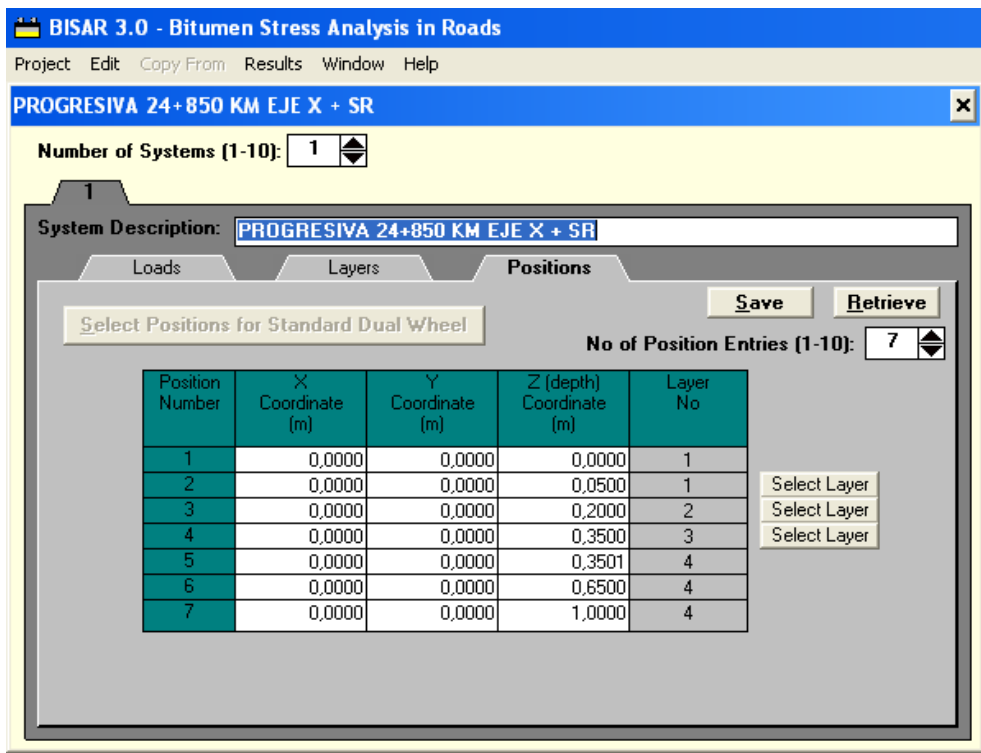 BISAR 3.0 - Bitumen Stress Analysis in Roads
Project Edit Copy From Results Window Help
PROGRESIVA 24+850 KM EJE X + SR
Number of Systems (1-10): 1
1
System Description: PROGRESIVA 24+850 KM EJE X + SR
Loads Layers Positions
Save Retrieve
Select Positions for Standard Dual Wheel
No of Position Entries (1-10): 7
Position X Y Z (depth) Layer
Number Coordinate Coordinate Coordinate No
(m) (m) (m)
1 0,0000 0,0000 0,0000 1
2 0,0000 0,0000 0,0500 1 Select Layer
3 0,0000 0,0000 0,2000 2 Select Layer
4 0,0000 0,0000 0,3500 3 Select Layer
5 0,0000 0,0000 0,3501 4
6 0,0000 0,0000 0,6500 4
7 0,0000 0,0000 1,0000 4